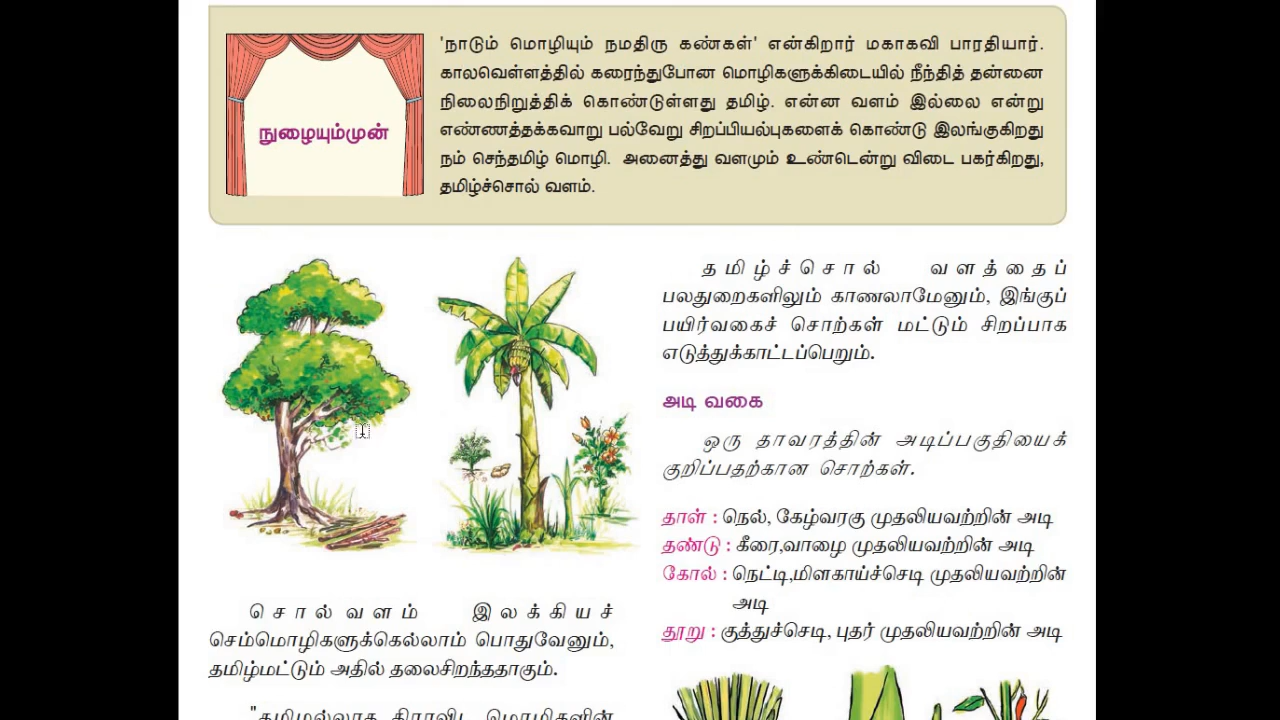 நுழையும்முன்
'நாடும் மொழியும் நமதிரு கண்கள்' என்கிறார் மகாகவி பாரதியார்.
காலவெள்ளத்தில் கரைந்துபோன மொழிகளுக்கிடையில் நீந்தித் தன்னை
நிலைநிறுத்திக் கொண்டுள்ளது தமிழ். என்ன வளம் இல்லை என்று
எண்ணத்தக்கவாறு பல்வேறு சிறப்பியல்புகளைக் கொண்டு இலங்குகிறது
நம் செந்தமிழ் மொழி. அனைத்து வளமும் உண்டென்று விடை பகர்கிறது,
தமிழ்ச்சொல் வளம்.
சொல்வளம் இலக்கியச்
செம்மொழிகளுக்கெல்லாம் பொதுவேனும்,
தமிழ்மட்டும் அதில் தலைசிறந்ததாகும்.
"தமிழல்லாத திராவிட மொழிகளின்
தமிழ்ச்சொல் வளத்தைப்
பலதுறைகளிலும் காணலாமேனும், இங்குப்
பயிர்வகைச் சொற்கள் மட்டும் சிறப்பாக
எடுத்துக்காட்டப்பெறும்.
அடி வகை
ஒரு தாவரத்தின் அடிப்பகுதியைக்
குறிப்பதற்கான சொற்கள்.
தாள் : நெல், கேழ்வரகு முதலியவற்றின் அடி
தண்டு : கீரை,வாழை முதலியவற்றின் அடி
கோல் : நெட்டி,மிளகாய்ச்செடி முதலியவற்றின்
அடி
தூறு : குத்துச்செடி, புதர் முதலியவற்றின் அடி